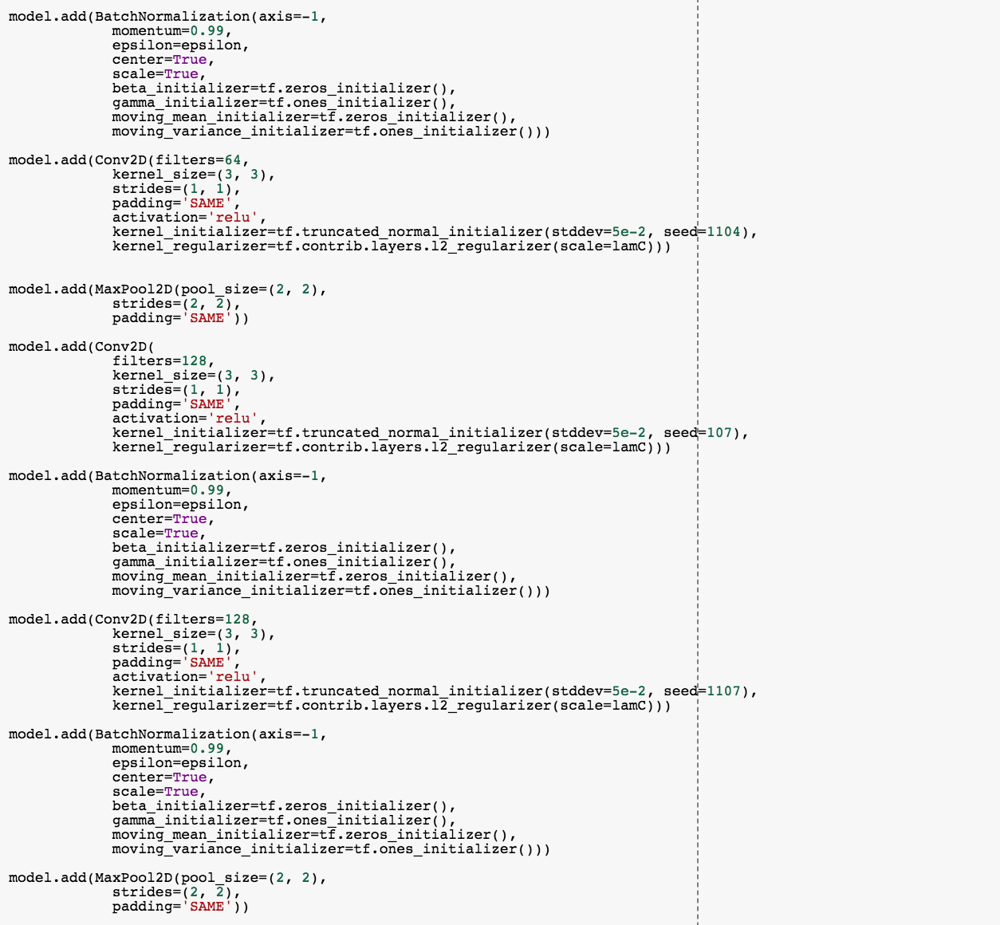 model.add(BatchNormalization(axis=-1,
            momentum=0.99,
            epsilon=epsilon,
            center=True,
            scale=True,
            beta_initializer=tf.zeros_initializer(),
            gamma_initializer=tf.ones_initializer(),
            moving_mean_initializer=tf.zeros_initializer(),
            moving_variance_initializer=tf.ones_initializer()))
model.add(Conv2D(filters=64,
            kernel_size=(3, 3),
            strides=(1, 1),
            padding='SAME',
            activation='relu',
            kernel_initializer=tf.truncated_normal_initializer(stddev=5e-2, seed=1104),
            kernel_regularizer=tf.contrib.layers.l2_regularizer(scale=lamC)))
model.add(MaxPool2D(pool_size=(2, 2),
            strides=(2, 2),
            padding='SAME'))
model.add(Conv2D(
            filters=128,
            kernel_size=(3, 3),
            strides=(1, 1),
            padding='SAME',
            activation='relu',
            kernel_initializer=tf.truncated_normal_initializer(stddev=5e-2, seed=107),
            kernel_regularizer=tf.contrib.layers.l2_regularizer(scale=lamC)))
model.add(BatchNormalization(axis=-1,
            momentum=0.99,
            epsilon=epsilon,
            center=True,
            scale=True,
            beta_initializer=tf.zeros_initializer(),
            gamma_initializer=tf.ones_initializer(),
            moving_mean_initializer=tf.zeros_initializer(),
            moving_variance_initializer=tf.ones_initializer()))
model.add(Conv2D(filters=128,
            kernel_size=(3, 3),
            strides=(1, 1),
            padding='SAME',
            activation='relu',
            kernel_initializer=tf.truncated_normal_initializer(stddev=5e-2, seed=1107),
            kernel_regularizer=tf.contrib.layers.l2_regularizer(scale=lamC)))
model.add(BatchNormalization(axis=-1,
            momentum=0.99,
            epsilon=epsilon,
            center=True,
            scale=True,
            beta_initializer=tf.zeros_initializer(),
            gamma_initializer=tf.ones_initializer(),
            moving_mean_initializer=tf.zeros_initializer(),
            moving_variance_initializer=tf.ones_initializer()))
model.add(MaxPool2D(pool_size=(2, 2),
            strides=(2, 2),
            padding='SAME'))